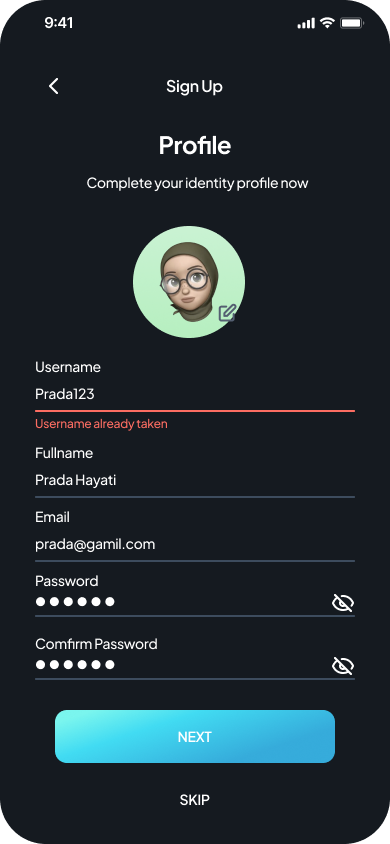 9:41
Sign Up
Profile
Complete your identity profile now
Username
Prada123
Username already taken
Fullname
Prada Hayati
Email
prada@gamil.com
Password
Comfirm Password
NEXT
SKIP